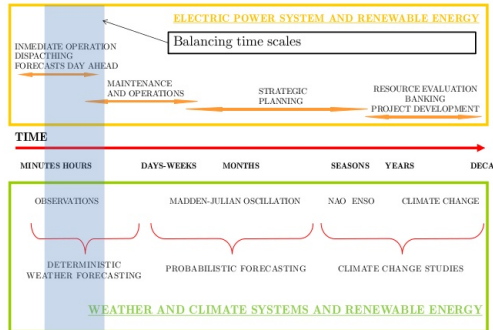 ELECTRIC POWER SYSTEM AND RENEWABLE ENERGY
Balancing time scales
INMEDIATE OPERATION
DISPACTHING
FORECASTS DAY AHEAD
MAINTENANCE
AND OPERATIONS
STRATEGIC
PLANNING
RESOURCE EVALUATION
BANKING
PROJECT DEVELOPMENT
TIME
MINUTES HOURS DAYS-WEEKS MONTHS SEASONS YEARS DECA
OBSERVATIONS MADDEN-JULIAN OSCILLATION NAO ENSO CLIMATE CHANGE
DETERMINISTIC
WEATHER FORECASTING
PROBABILISTIC FORECASTING
CLIMATE CHANGE STUDIES
WEATHER AND CLIMATE SYSTEMS AND RENEWABLE ENERGY